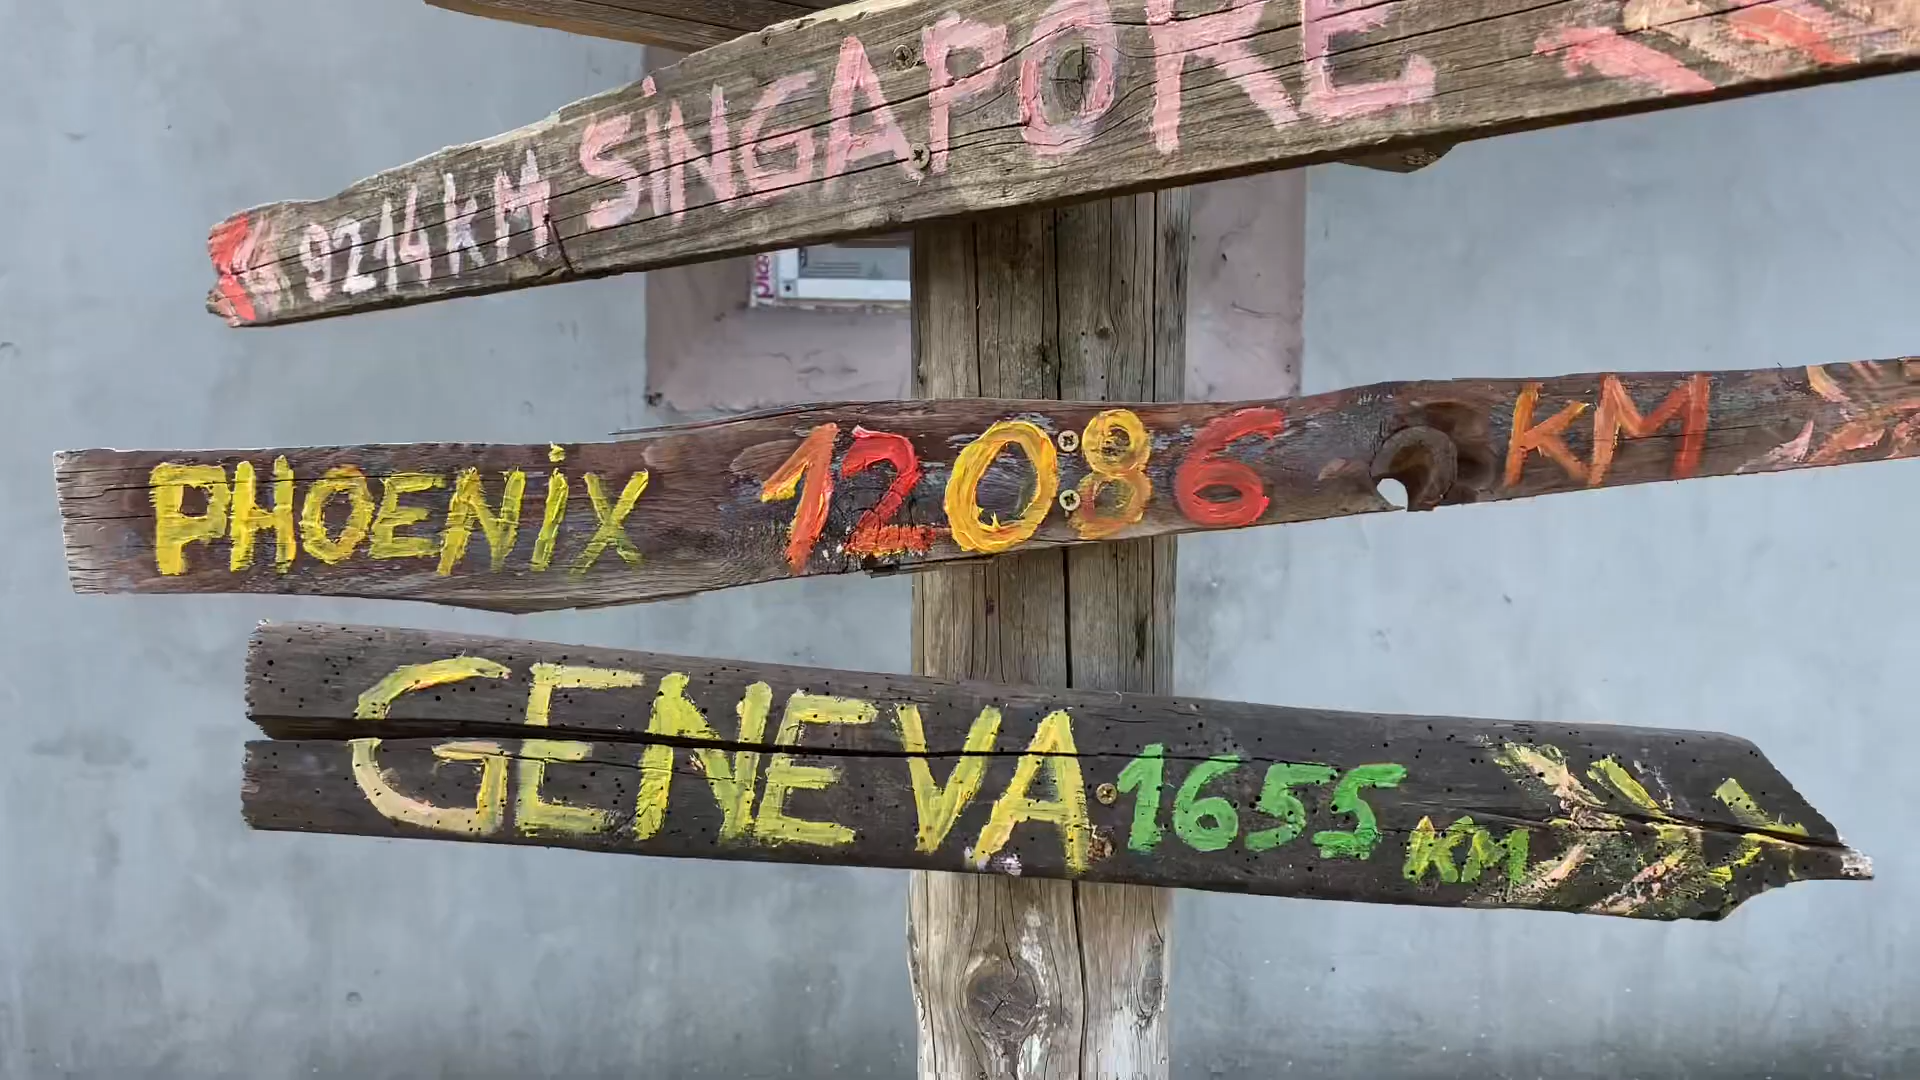 9214 KM SINGAPORE
PHOENIX 12086 KM
GENEVA 1655 KM